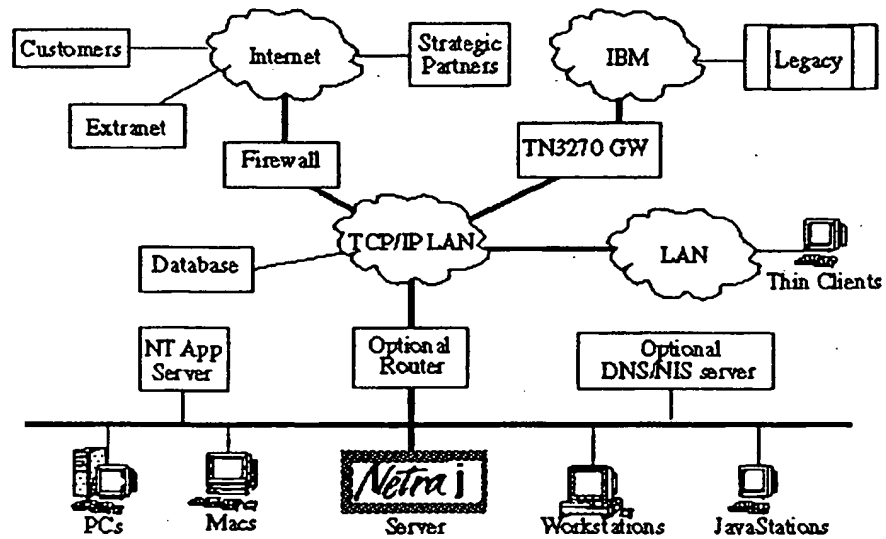 Customers
Internet
Strategic
Partners
IBM
Legacy
Extranet
Firewall
TN3270 GW
TCP/IP LAN
LAN
Database
Thin Clients
NT App
Server
Optional
Router
Optional
DNS/NIS server
Netra j
PCs
Macs
Server
Workstations
JavaStations